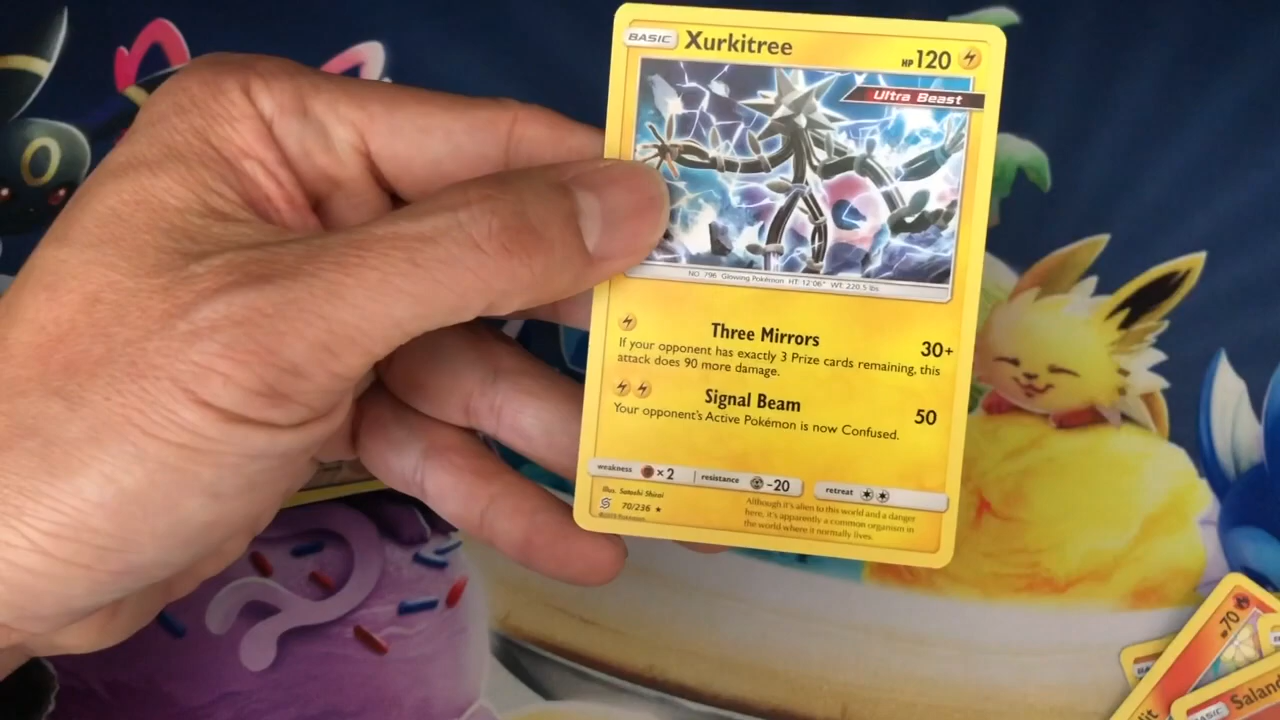 BASIC Xurkitree HP 120
Ultra Beast
NO. 796 Glowing Pokémon HT: 12'06" WT: 220.5 lbs
Three Mirrors 30+
If your opponent has exactly 3 Prize cards remaining, this
attack does 90 more damage.
Signal Beam 50
Your opponent's Active Pokémon is now Confused.
weakness ×2 resistance -20 retreat
Illus. Satoshi Shirai
70/236 ★
©2019 Pokémon
Although it's alien to this world and a danger
here, it's apparently a common organism in
the world where it normally lives.
HP 70
BASIC